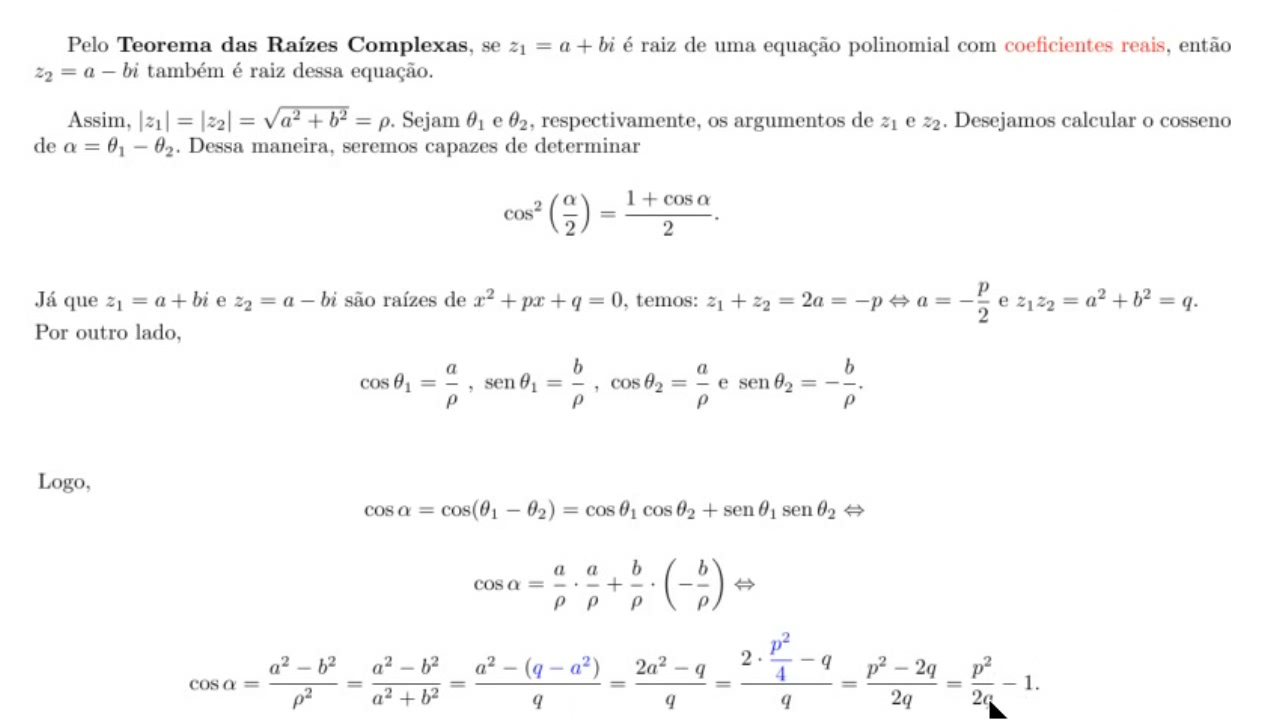 Pelo Teorema das Raízes Complexas, se z₁ = a + bi é raiz de uma equação polinomial com coeficientes reais, então
z₂ = a − bi também é raiz dessa equação.
Assim, |z₁| = |z₂| = √(a² + b²) = ρ. Sejam θ₁ e θ₂, respectivamente, os argumentos de z₁ e z₂. Desejamos calcular o cosseno
de α = θ₁ − θ₂. Dessa maneira, seremos capazes de determinar
cos² (α/2) = (1 + cos α)/2.
Já que z₁ = a + bi e z₂ = a − bi são raízes de x² + px + q = 0, temos: z₁ + z₂ = 2a = −p ⇔ a = −p/2 e z₁z₂ = a² + b² = q.
Por outro lado,
cos θ₁ = a/ρ , sen θ₁ = b/ρ , cos θ₂ = a/ρ e sen θ₂ = −b/ρ.
Logo,
cos α = cos(θ₁ − θ₂) = cos θ₁ cos θ₂ + sen θ₁ sen θ₂ ⇔
cos α = a/ρ · a/ρ + b/ρ · (−b/ρ) ⇔
cos α = (a² − b²)/ρ² = (a² − b²)/(a² + b²) = (a² − (q − a²))/q = (2a² − q)/q = (2 · p²/4 − q)/q = (p² − 2q)/2q = p²/2q − 1.